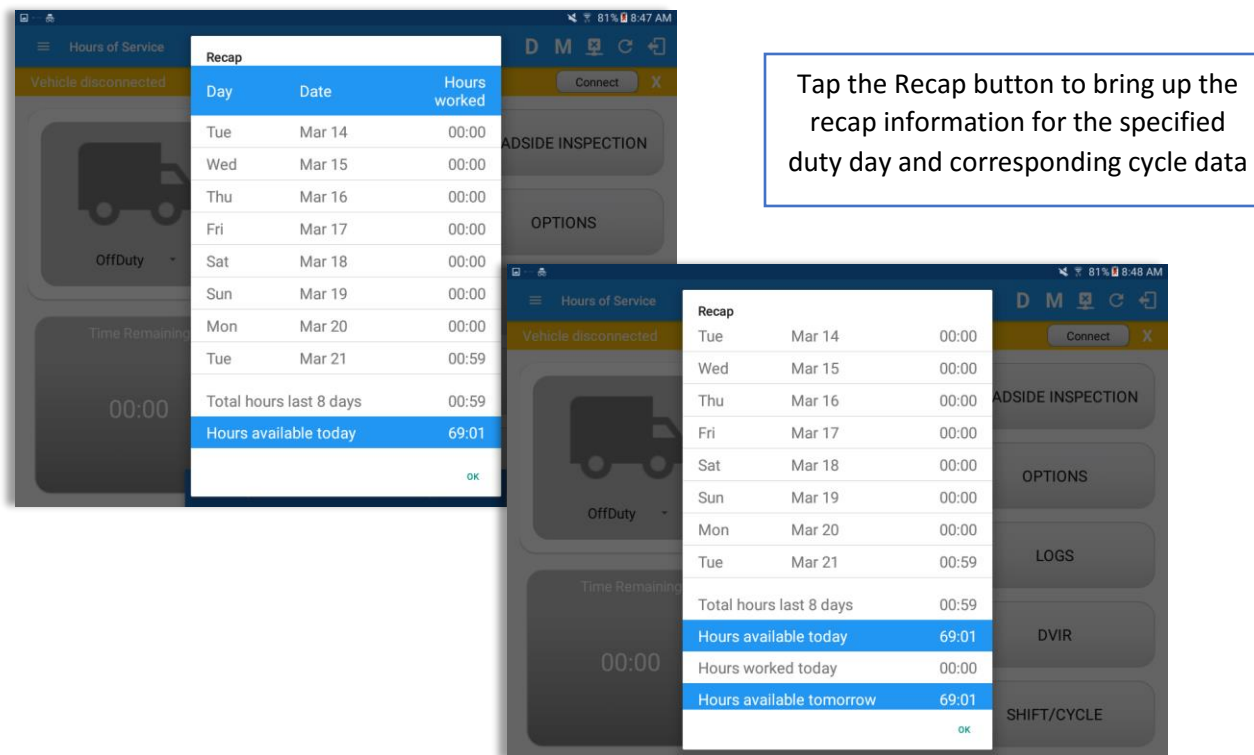 81% 8:47 AM
Hours of Service
D M
Vehicle disconnected
Connect X
Recap
Day Date Hours worked
Tue Mar 14 00:00
Wed Mar 15 00:00
Thu Mar 16 00:00
Fri Mar 17 00:00
Sat Mar 18 00:00
Sun Mar 19 00:00
Mon Mar 20 00:00
Tue Mar 21 00:59
Total hours last 8 days 00:59
Hours available today 69:01
OK
OffDuty
Time Remaining
00:00
ADSIDE INSPECTION
OPTIONS
Tap the Recap button to bring up the
recap information for the specified
duty day and corresponding cycle data
81% 8:48 AM
Hours of Service
D M
Vehicle disconnected
Connect X
Recap
Tue Mar 14 00:00
Wed Mar 15 00:00
Thu Mar 16 00:00
Fri Mar 17 00:00
Sat Mar 18 00:00
Sun Mar 19 00:00
Mon Mar 20 00:00
Tue Mar 21 00:59
Total hours last 8 days 00:59
Hours available today 69:01
Hours worked today 00:00
Hours available tomorrow 69:01
OK
OffDuty
Time Remaining
00:00
ADSIDE INSPECTION
OPTIONS
LOGS
DVIR
SHIFT/CYCLE